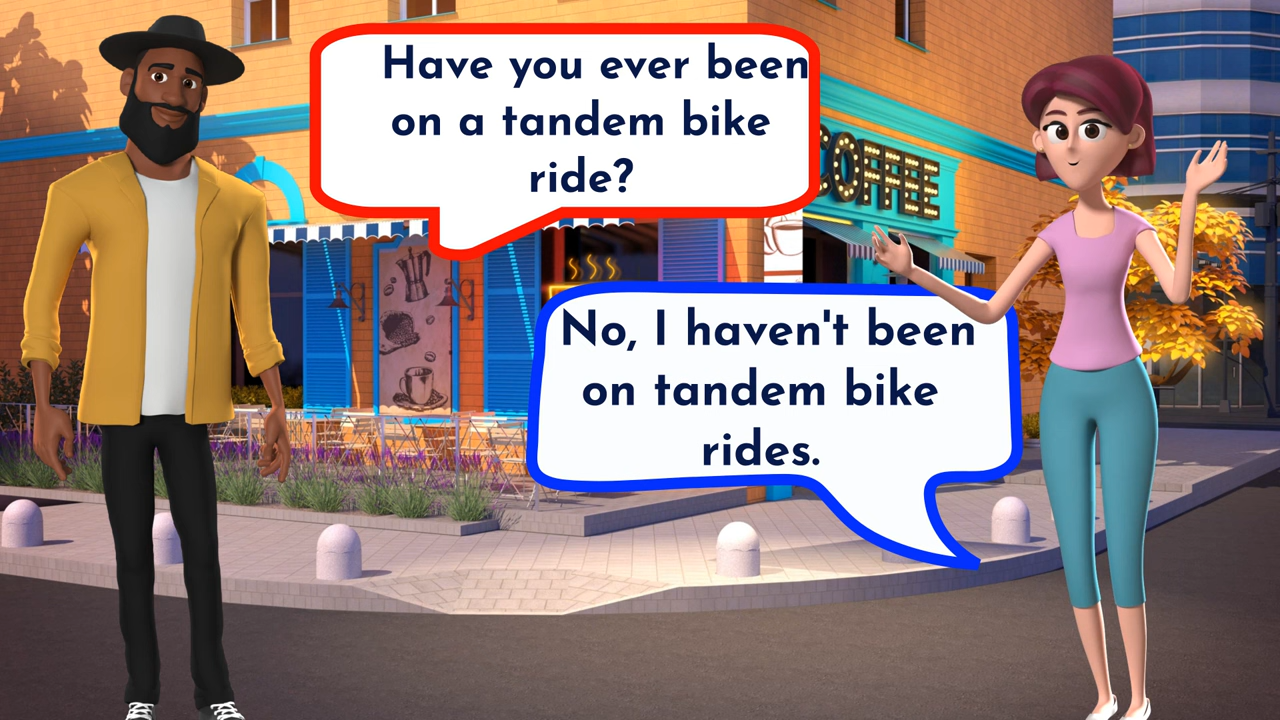 Have you ever been
on a tandem bike
ride?
COFFEE
No, I haven't been
on tandem bike
rides.